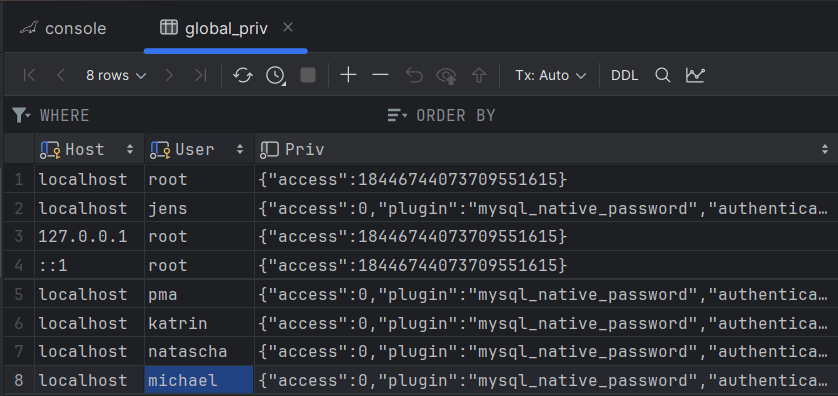 console global_priv
8 rows Tx: Auto DDL
WHERE ORDER BY
Host User Priv
1 localhost root {"access":18446744073709551615}
2 localhost jens {"access":0,"plugin":"mysql_native_password","authentica…
3 127.0.0.1 root {"access":18446744073709551615}
4 ::1 root {"access":18446744073709551615}
5 localhost pma {"access":0,"plugin":"mysql_native_password","authentica…
6 localhost katrin {"access":0,"plugin":"mysql_native_password","authentica…
7 localhost natascha {"access":0,"plugin":"mysql_native_password","authentica…
8 localhost michael {"access":0,"plugin":"mysql_native_password","authentica…